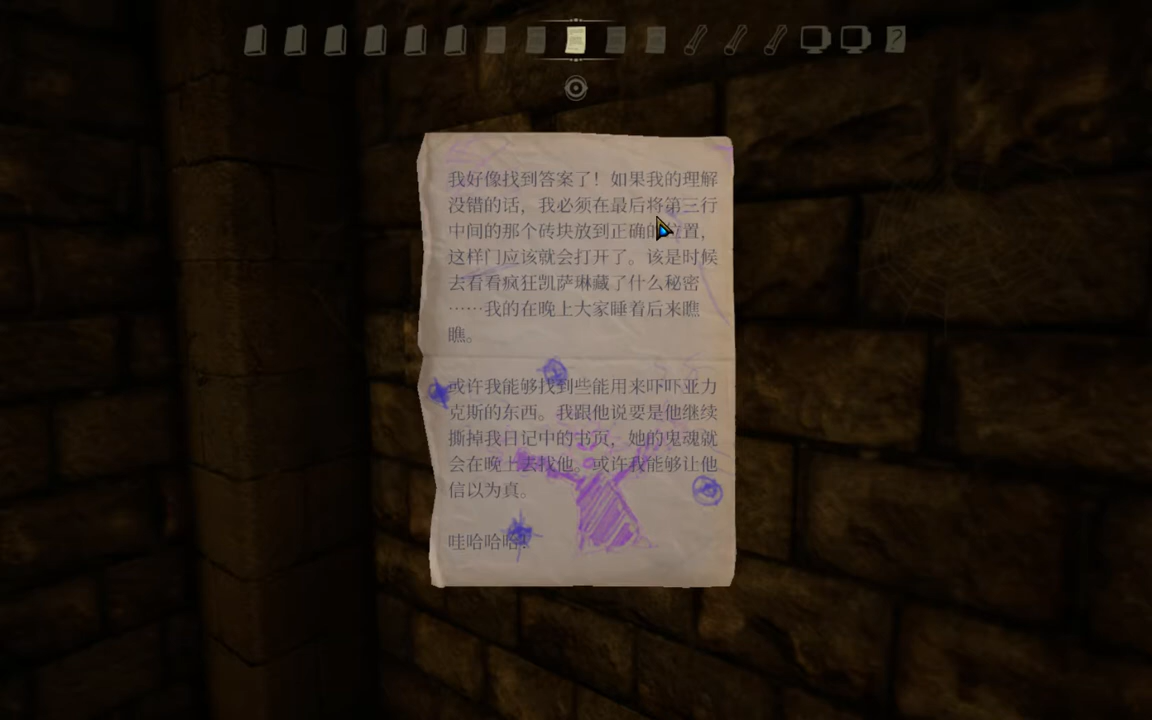 我好像找到答案了！如果我的理解
没错的话，我必须在最后将第三行
中间的那个砖块放到正确的位置，
这样门应该就会打开了。该是时候
去看看疯狂凯萨琳藏了什么秘密
……我的在晚上大家睡着后来瞧
瞧。
或许我能够找到些能用来吓吓亚力
克斯的东西。我跟他说要是他继续
撕掉我日记中的书页，她的鬼魂就
会在晚上去找他。或许我能够让他
信以为真。
哇哈哈哈！
?